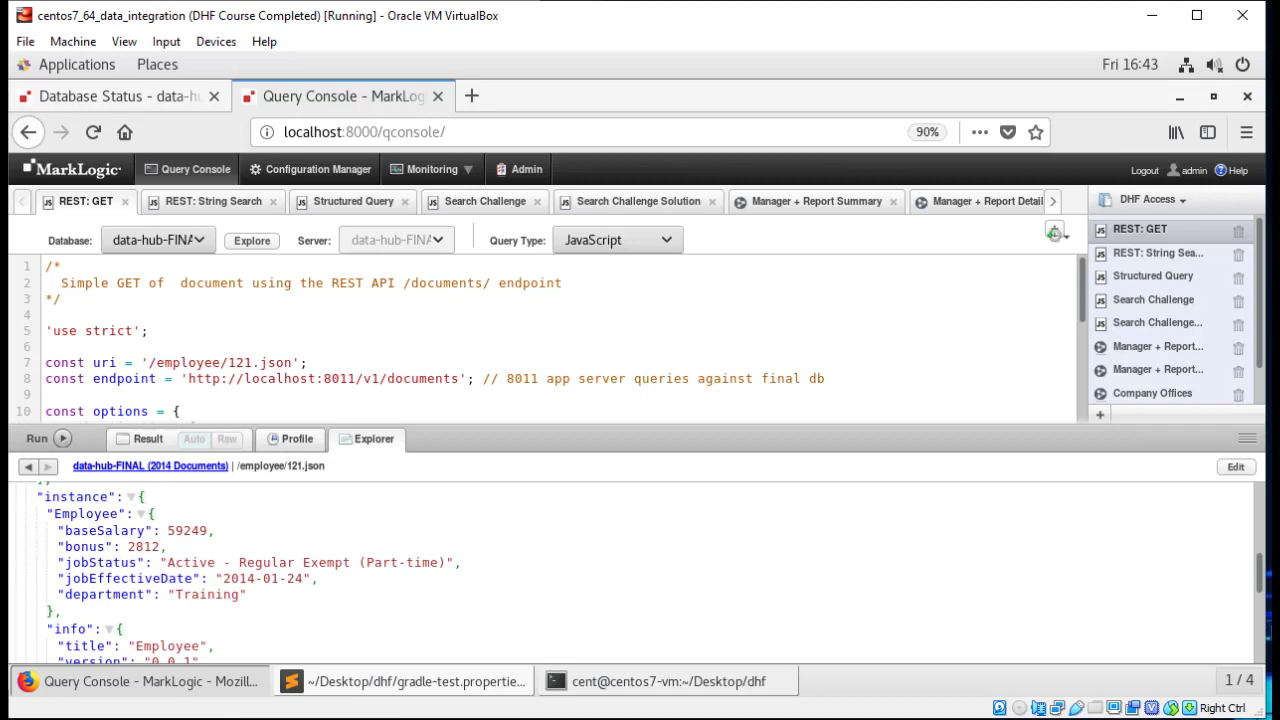 centos7_64_data_integration (DHF Course Completed) [Running] - Oracle VM VirtualBox
File Machine View Input Devices Help
Applications Places Fri 16:43
Database Status - data-hu Query Console - MarkLogic
localhost:8000/qconsole/ 90%
MarkLogic Query Console Configuration Manager Monitoring Admin Logout admin Help
REST: GET REST: String Search Structured Query Search Challenge Search Challenge Solution Manager + Report Summary Manager + Report Detail DHF Access
Database: data-hub-FINA Explore Server: data-hub-FINA Query Type: JavaScript
REST: GET
REST: String Sea...
Structured Query
Search Challenge
Search Challenge...
Manager + Report...
Manager + Report...
Company Offices
1 /*
2 Simple GET of document using the REST API /documents/ endpoint
3 */
4
5 'use strict';
6
7 const uri = '/employee/121.json';
8 const endpoint = 'http://localhost:8011/v1/documents'; // 8011 app server queries against final db
9
10 const options = {
Run Result Auto Raw Profile Explorer
data-hub-FINAL (2014 Documents) | /employee/121.json Edit
},
"instance": {
"Employee": {
"baseSalary": 59249,
"bonus": 2812,
"jobStatus": "Active - Regular Exempt (Part-time)",
"jobEffectiveDate": "2014-01-24",
"department": "Training"
},
"info": {
"title": "Employee",
"version": "0.0.1"
Query Console - MarkLogic - Mozill... ~/Desktop/dhf/gradle-test.propertie... cent@centos7-vm:~/Desktop/dhf 1 / 4
Right Ctrl